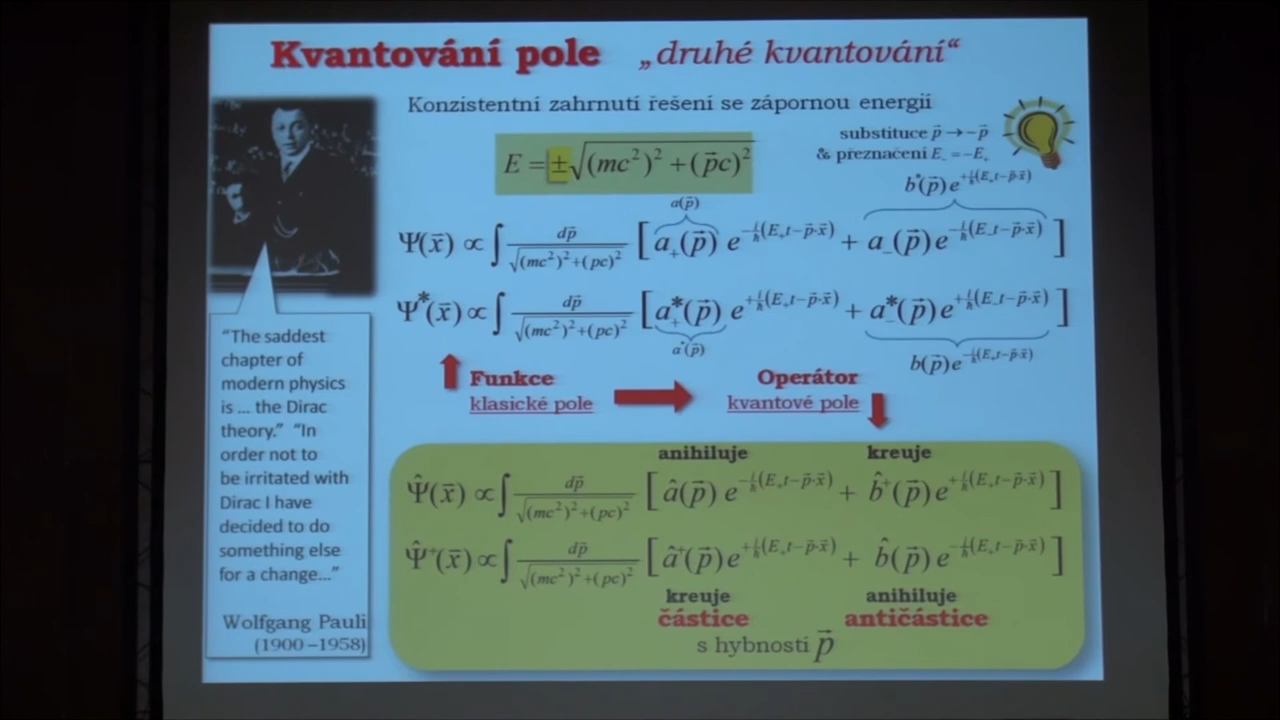 Kvantování pole „druhé kvantování“
Konzistentní zahrnutí řešení se zápornou energií
substituce p⃗ → −p⃗
& přeznačení E₋ = −E₊
E = ±√((mc²)² + (p⃗c)²)
b*(p⃗) e^{+i/ħ(E₊t−p⃗·x⃗)}
a(p⃗)
Ψ(x⃗) ∝ ∫ dp⃗/√((mc²)²+(pc)²) [a₊(p⃗) e^{−i/ħ(E₊t−p⃗·x⃗)} + a₋(p⃗) e^{−i/ħ(E₋t−p⃗·x⃗)}]
Ψ*(x⃗) ∝ ∫ dp⃗/√((mc²)²+(pc)²) [a₊*(p⃗) e^{+i/ħ(E₊t−p⃗·x⃗)} + a₋*(p⃗) e^{+i/ħ(E₋t−p⃗·x⃗)}]
a*(p⃗)
b(p⃗) e^{−i/ħ(E₊t−p⃗·x⃗)}
Funkce
klasické pole
Operátor
kvantové pole
anihiluje kreuje
Ψ̂(x⃗) ∝ ∫ dp⃗/√((mc²)²+(pc)²) [â(p⃗) e^{−i/ħ(E₊t−p⃗·x⃗)} + b̂⁺(p⃗) e^{+i/ħ(E₊t−p⃗·x⃗)}]
Ψ̂⁺(x⃗) ∝ ∫ dp⃗/√((mc²)²+(pc)²) [â⁺(p⃗) e^{+i/ħ(E₊t−p⃗·x⃗)} + b̂(p⃗) e^{−i/ħ(E₊t−p⃗·x⃗)}]
kreuje anihiluje
částice antičástice
s hybností p⃗
“The saddest
chapter of
modern physics
is ... the Dirac
theory.” “In
order not to
be irritated with
Dirac I have
decided to do
something else
for a change...”
Wolfgang Pauli
(1900 –1958)